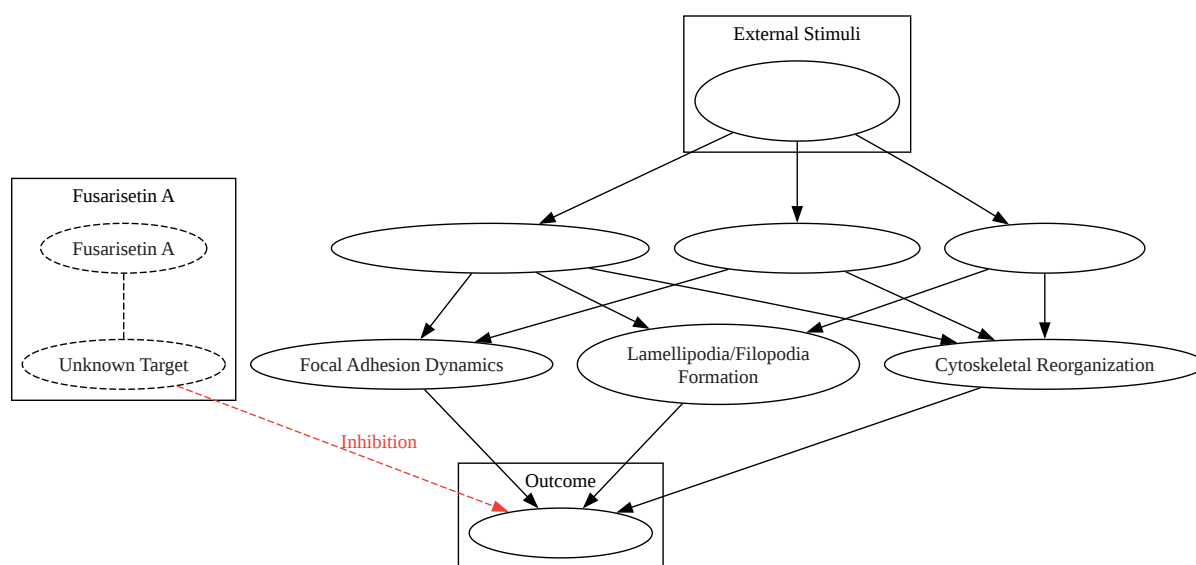 External Stimuli
Fusarisetin A
Fusarisetin A
Unknown Target
Focal Adhesion Dynamics
Lamellipodia/Filopodia
Formation
Cytoskeletal Reorganization
Inhibition
Outcome